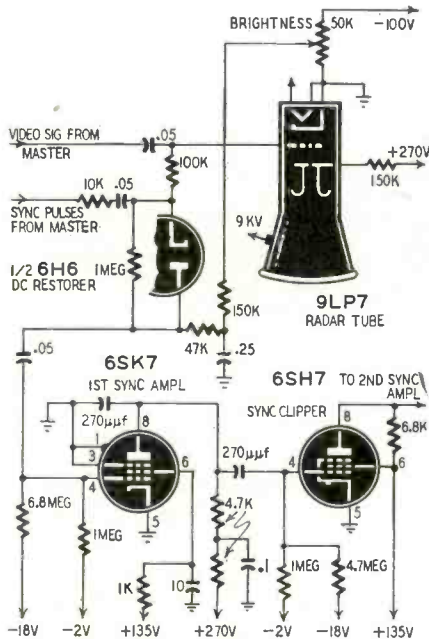 BRIGHTNESS 50K -100V
VIDEO SIG FROM
MASTER
.05
100K
+270V
150K
10K .05
SYNC PULSES
FROM MASTER
9 KV
1/2 6H6
DC RESTORER
1MEG
150K
9LP7
RADAR TUBE
47K
.25
.05
6SK7
1ST SYNC AMPL
6SH7
SYNC CLIPPER
TO 2ND SYNC
AMPL
270μμf
8
1
3
4
6
5
270μμf
8
4
6
5
6.8K
6.8MEG
1MEG
1K
10
4.7K
.1
1MEG
4.7MEG
-18V -2V +135V +270V -2V -18V +135V